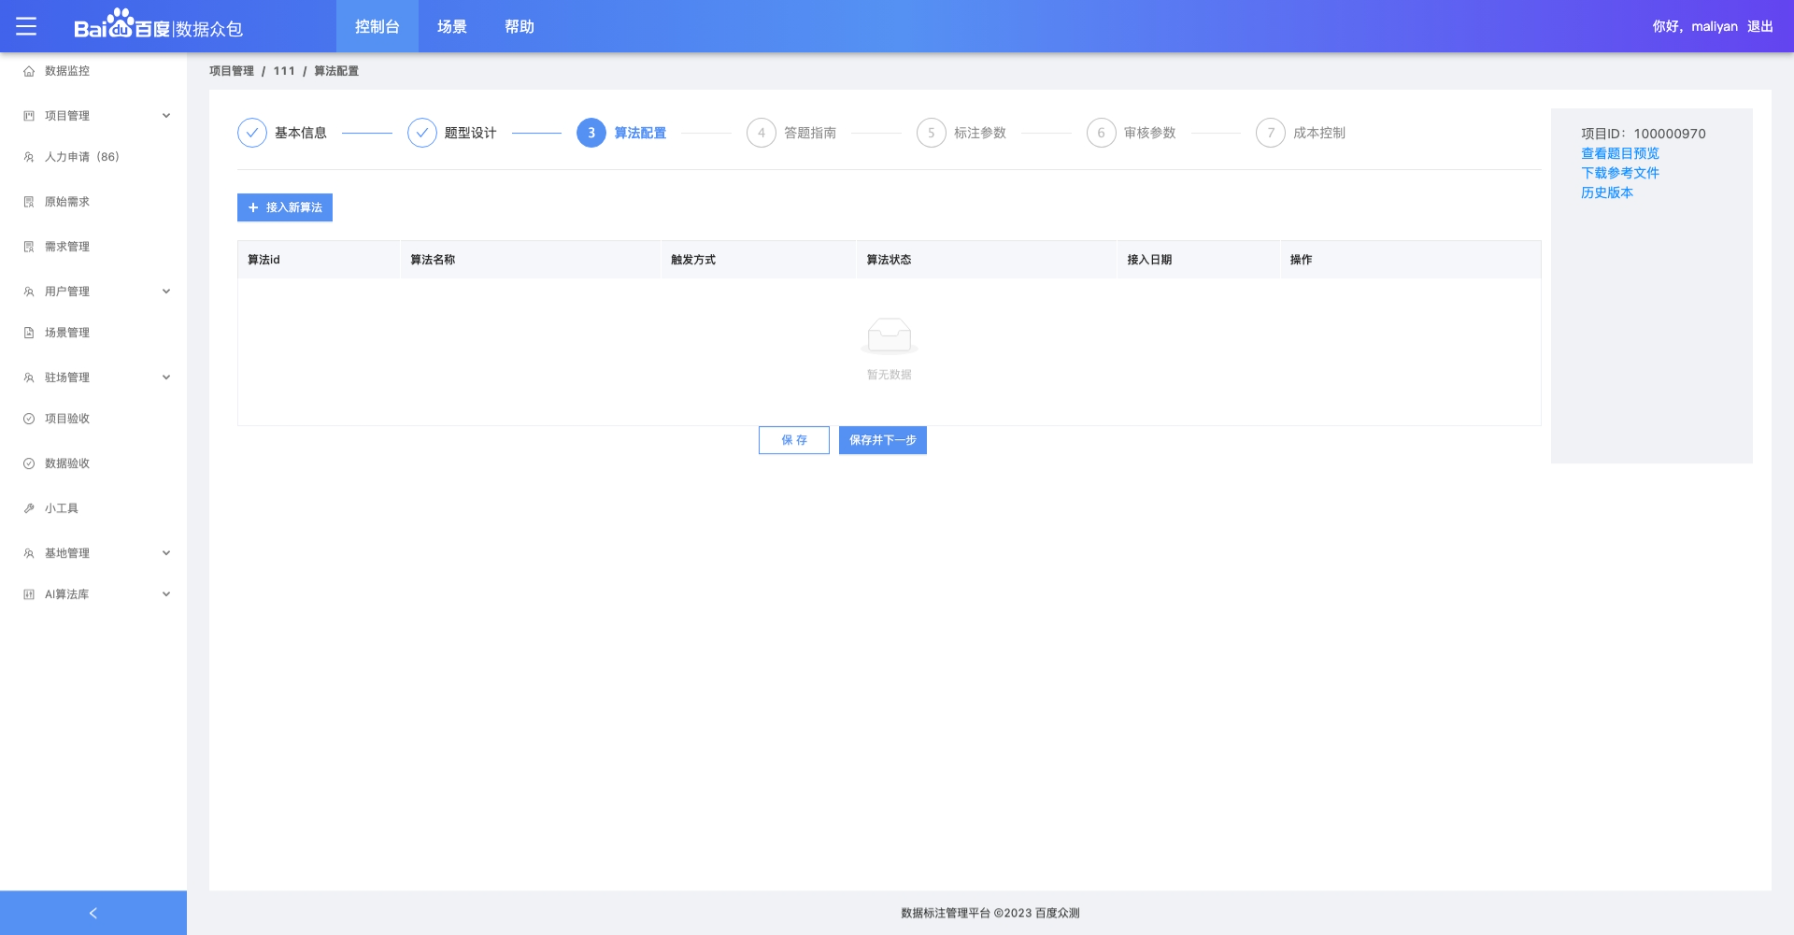 Bai du 百度|数据众包
控制台
场景
帮助
你好，maliyan 退出
数据监控
项目管理
人力申请（86）
原始需求
需求管理
用户管理
场景管理
驻场管理
项目验收
数据验收
小工具
基地管理
AI算法库
项目管理 / 111 / 算法配置
基本信息
题型设计
3 算法配置
4 答题指南
5 标注参数
6 审核参数
7 成本控制
项目ID：100000970
查看题目预览
下载参考文件
历史版本
+ 接入新算法
算法id 算法名称 触发方式 算法状态 接入日期 操作
暂无数据
保 存
保存并下一步
数据标注管理平台 ©2023 百度众测